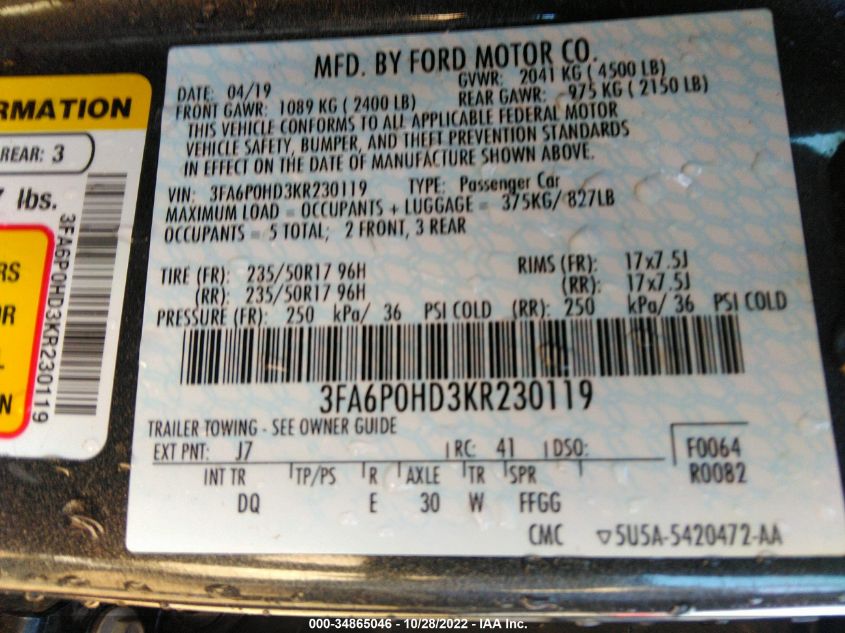 RMATION
REAR: 3
7 lbs.
RS
OR
L
N
3FA6P0HD3KR230119
MFD. BY FORD MOTOR CO.
DATE: 04/19 GVWR: 2041 KG ( 4500 LB)
FRONT GAWR: 1089 KG ( 2400 LB) REAR GAWR: 975 KG ( 2150 LB)
THIS VEHICLE CONFORMS TO ALL APPLICABLE FEDERAL MOTOR
VEHICLE SAFETY, BUMPER, AND THEFT PREVENTION STANDARDS
IN EFFECT ON THE DATE OF MANUFACTURE SHOWN ABOVE.
VIN: 3FA6P0HD3KR230119 TYPE: Passenger Car
MAXIMUM LOAD = OCCUPANTS + LUGGAGE = 375KG/ 827LB
OCCUPANTS = 5 TOTAL; 2 FRONT, 3 REAR
TIRE (FR): 235/50R17 96H RIMS (FR): 17x7.5J
(RR): 235/50R17 96H (RR): 17x7.5J
PRESSURE (FR): 250 kPa/ 36 PSI COLD (RR): 250 kPa/ 36 PSI COLD
3FA6P0HD3KR230119
TRAILER TOWING - SEE OWNER GUIDE
EXT PNT: J7 RC: 41 DSO: F0064
INT TR TP/PS R AXLE TR SPR R0082
DQ E 30 W FFGG
CMC ▽5U5A-5420472-AA
000-34865046 - 10/28/2022 - IAA Inc.